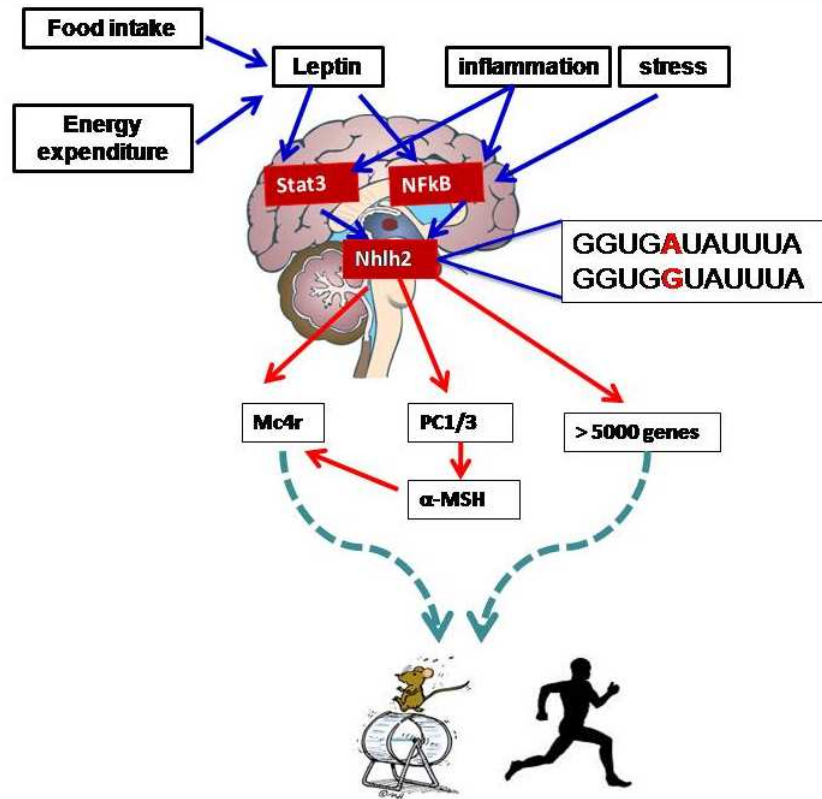 Food intake
Leptin
inflammation
stress
Energy
expenditure
Stat3
NFkB
Nhlh2
GGUGAUAUUUA
GGUGGUAUUUA
Mc4r
PC1/3
> 5000 genes
α-MSH